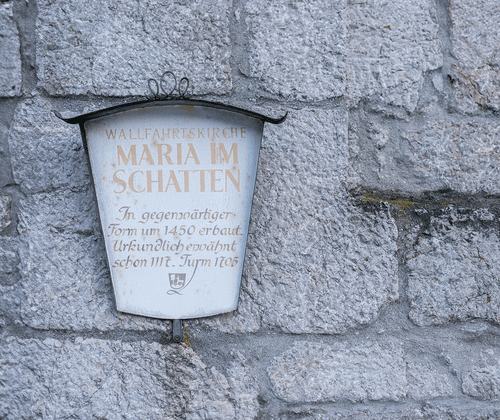 WALLFAHRTSKIRCHE
MARIA IM
SCHATTEN
In gegenwärtiger
Form um 1450 erbaut.
Urkundlich erwähnt
schon 1117. Turm 1705